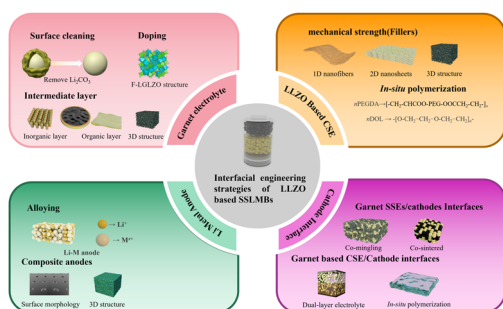 Surface cleaning
Doping
Remove Li₂CO₃
F-LGLZO structure
Intermediate layer
Inorganic layer
Organic layer
3D structure
Garnet electrolyte
mechanical strength(Fillers)
1D nanofibers
2D nanosheets
3D structure
In-situ polymerization
nPEGDA→[-CH₂-CHCOO-PEG-OOCCH₂-CH₂-]ₙ
nDOL → -[O-CH₂-CH₂-O-CH₂-CH₂]ₙ-
LLZO Based CSE
Interfacial engineering
strategies of LLZO
based SSLMBs
Alloying
Li⁺
Li-M anode
Composite anodes
Surface morphology
3D structure
Li Metal Anode
Cathode Interface
Garnet SSEs/cathodes Interfaces
Co-mingling
Co-sintered
Garnet based CSE/Cathode interfaces
Dual-layer electrolyte
In-situ polymerization